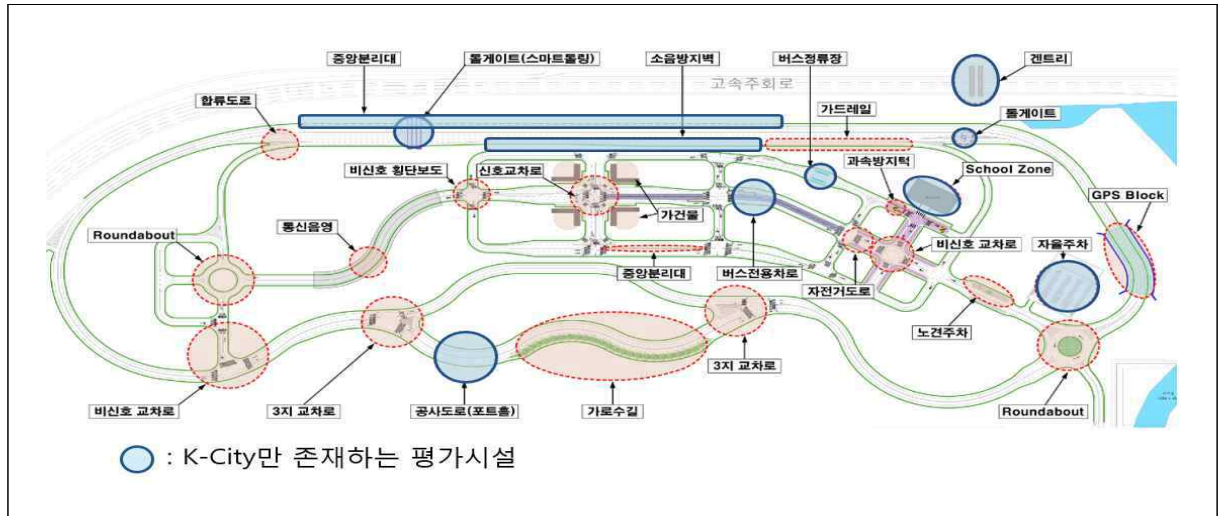 중앙분리대
톨게이트(스마트톨링)
소음방지벽
버스정류장
겐트리
고속주회로
합류도로
가드레일
톨게이트
비신호 횡단보도
신호교차로
과속방지턱
School Zone
GPS Block
가건물
통신음영
Roundabout
비신호 교차로
자율주차
중앙분리대
버스전용차로
자전거도로
노견주차
3지 교차로
비신호 교차로
3지 교차로
공사도로(포트홀)
가로수길
Roundabout
: K-City만 존재하는 평가시설